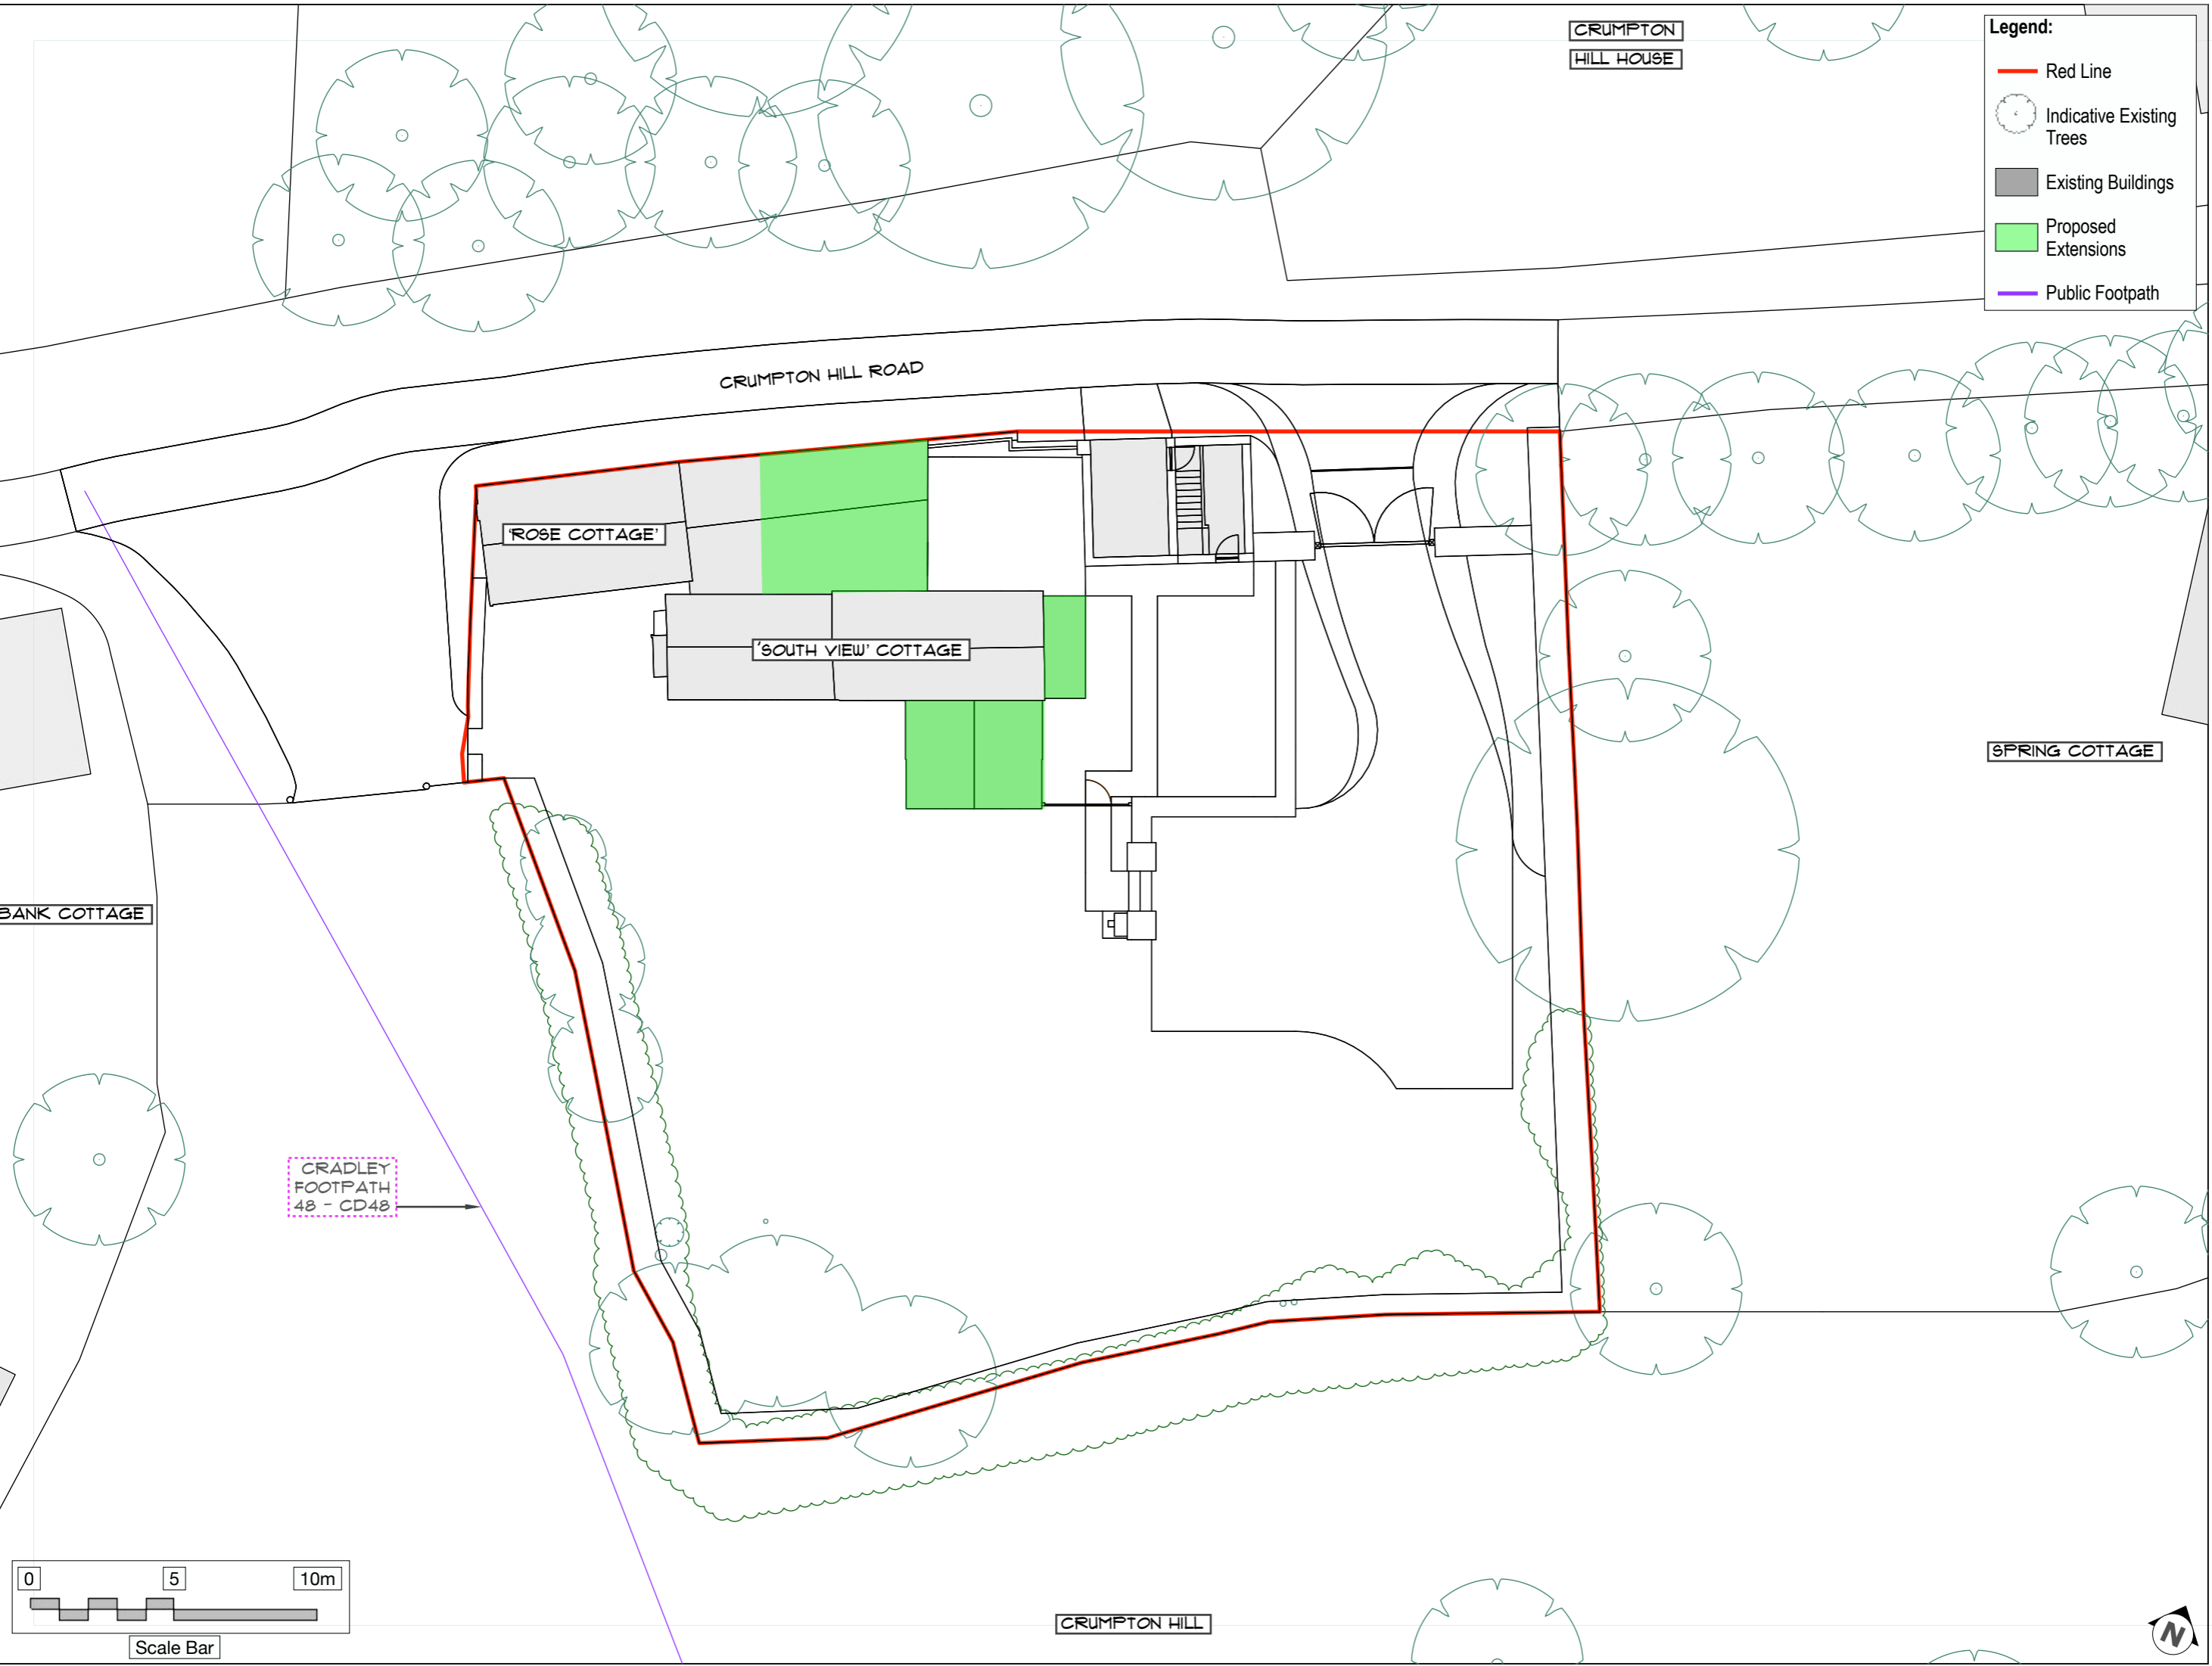 CRUMPTON
HILL HOUSE
Legend:
Red Line
Indicative Existing
Trees
Existing Buildings
Proposed
Extensions
Public Footpath
CRUMPTON HILL ROAD
'ROSE COTTAGE'
'SOUTH VIEW' COTTAGE
SPRING COTTAGE
BANK COTTAGE
CRADLEY
FOOTPATH
48 - CD48
0 5 10m
Scale Bar
CRUMPTON HILL
N